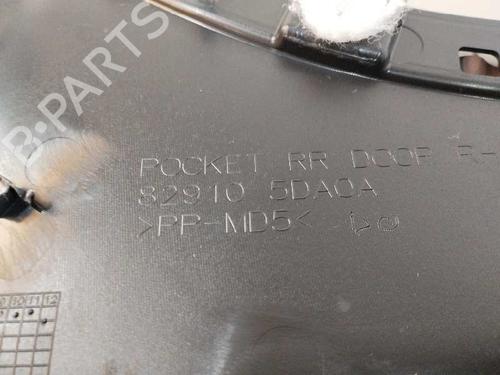 B-PARTS
POCKET RR DOOR R-
82910 5DA0A
>PP-MD5<